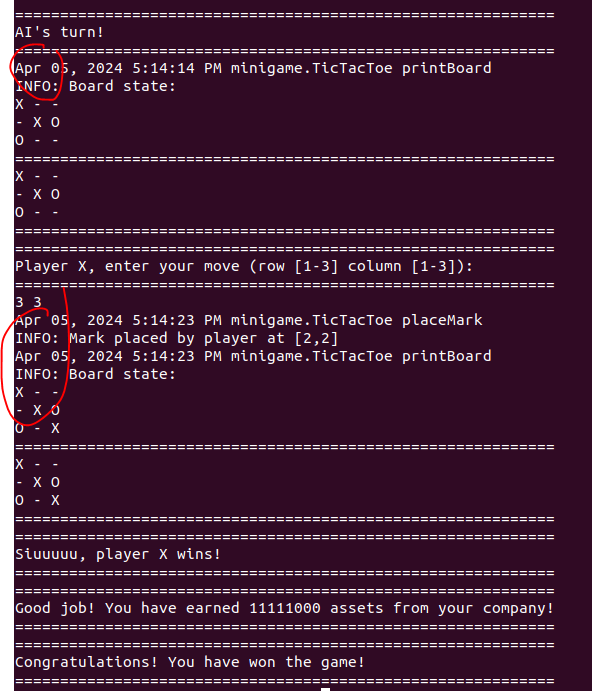 ============================================================
AI's turn!
============================================================
Apr 05, 2024 5:14:14 PM minigame.TicTacToe printBoard
INFO: Board state:
X - -
- X O
O - -
============================================================
X - -
- X O
O - -
============================================================
============================================================
Player X, enter your move (row [1-3] column [1-3]):
============================================================
3 3
Apr 05, 2024 5:14:23 PM minigame.TicTacToe placeMark
INFO: Mark placed by player at [2,2]
Apr 05, 2024 5:14:23 PM minigame.TicTacToe printBoard
INFO: Board state:
X - -
- X O
O - X
============================================================
X - -
- X O
O - X
============================================================
============================================================
Siuuuuu, player X wins!
============================================================
============================================================
Good job! You have earned 11111000 assets from your company!
============================================================
============================================================
Congratulations! You have won the game!
============================================================